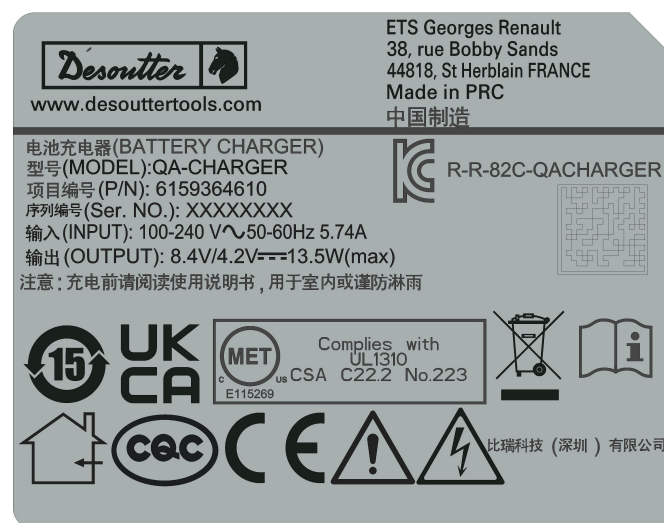 Desoutter
www.desouttertools.com
ETS Georges Renault
38, rue Bobby Sands
44818, St Herblain FRANCE
Made in PRC
中国制造
电池充电器(BATTERY CHARGER)
型号(MODEL):QA-CHARGER
项目编号(P/N): 6159364610
序列编号(Ser. NO.): XXXXXXXX
输入(INPUT): 100-240 V∿50-60Hz 5.74A
输出(OUTPUT): 8.4V/4.2V⎓13.5W(max)
注意:充电前请阅读使用说明书,用于室内或谨防淋雨
R-R-82C-QACHARGER
15
UK
CA
MET
C US
E115269
Complies with
UL1310
CSA C22.2 No.223
i
CQC
CE
!
比瑞科技(深圳)有限公司